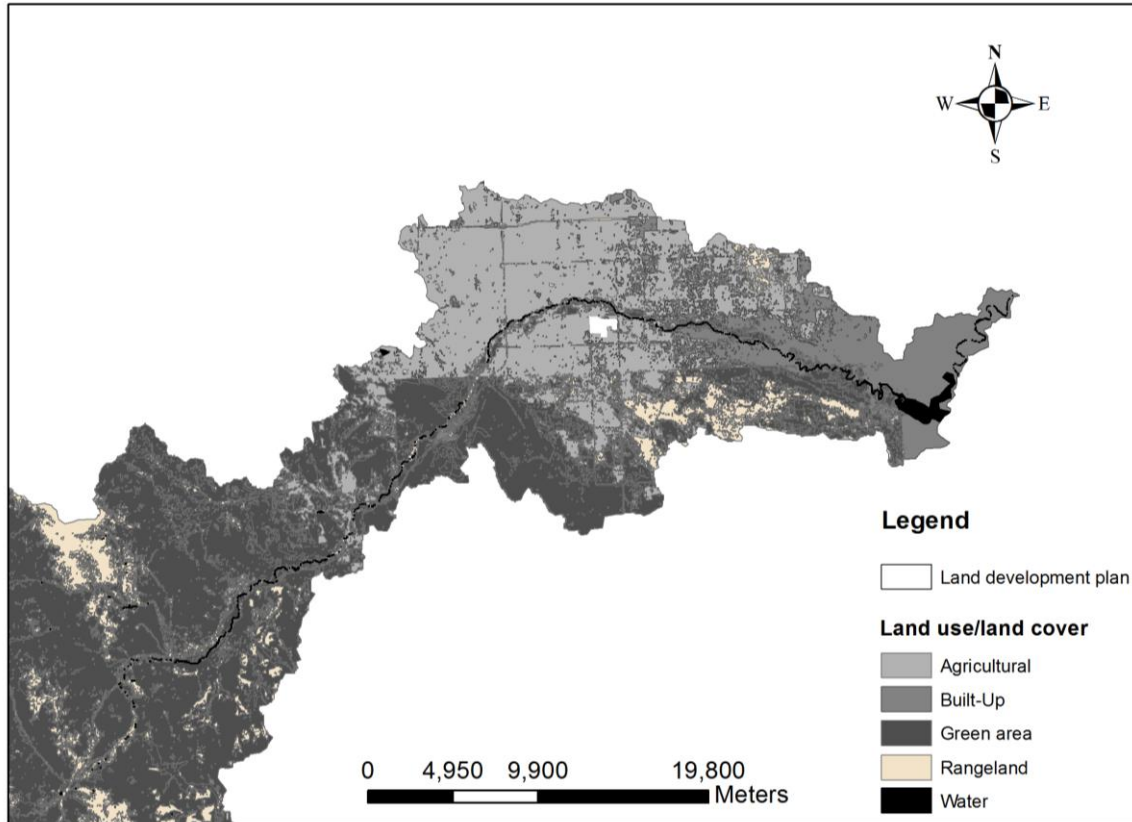 N
W E
S
Legend
Land development plan
Land use/land cover
Agricultural
Built-Up
Green area
Rangeland
Water
0 4,950 9,900 19,800
Meters